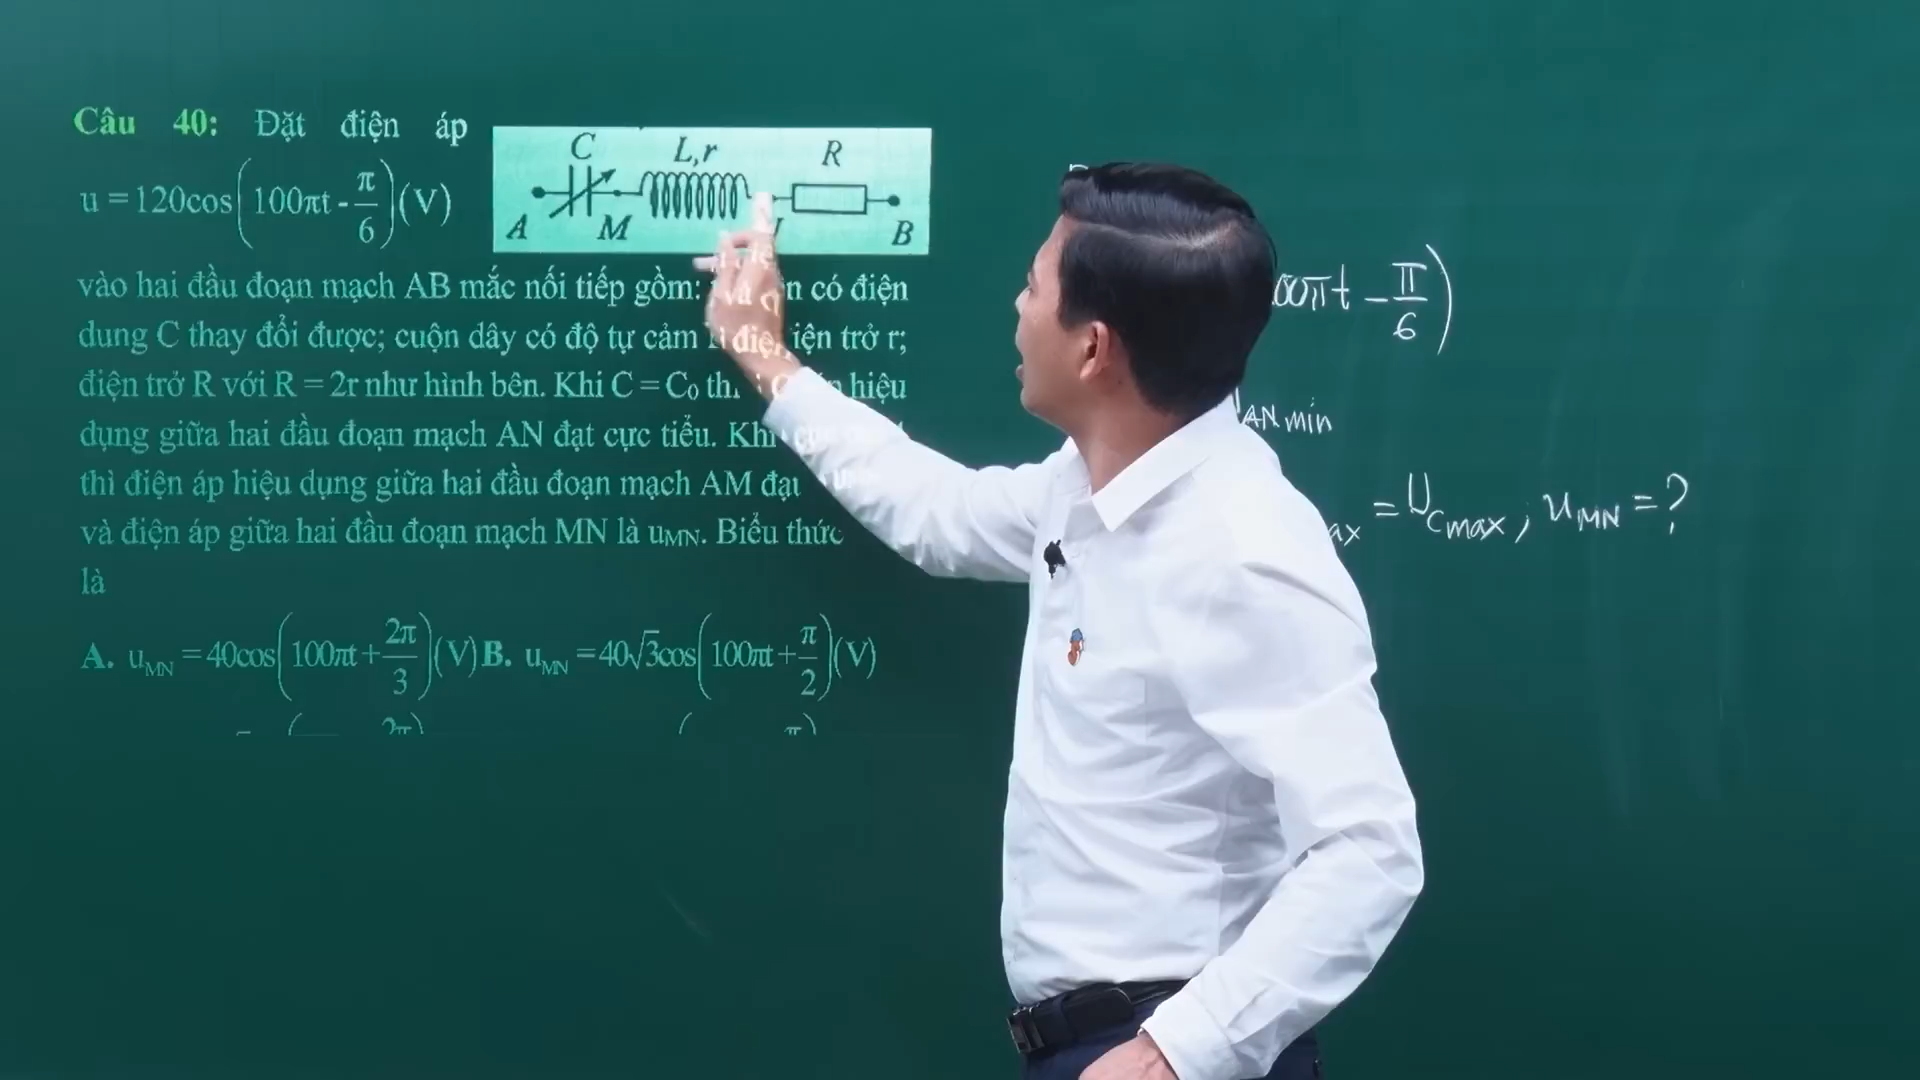 Câu 40: Đặt điện áp
u = 120cos(100πt - π/6)(V)
C L,r R
A M B
vào hai đầu đoạn mạch AB mắc nối tiếp gồm: có điện
dung C thay đổi được; cuộn dây có độ tự cảm điện trở r;
điện trở R với R = 2r như hình bên. Khi C = C₀ hiệu
dụng giữa hai đầu đoạn mạch AN đạt cực tiểu. Khi
thì điện áp hiệu dụng giữa hai đầu đoạn mạch AM đạt
và điện áp giữa hai đầu đoạn mạch MN là uMN. Biểu thức
là
A. uMN = 40cos(100πt + 2π/3)(V) B. uMN = 40√3cos(100πt + π/2)(V)
00πt - π/6)
AN min
ax = UCmax ; uMN = ?